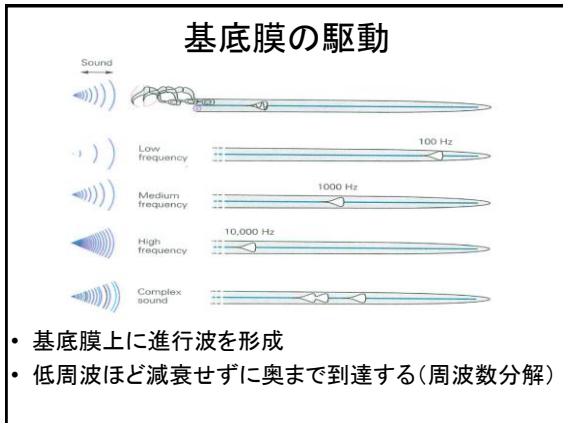 基底膜の駆動
Sound
Low
frequency
100 Hz
Medium
frequency
1000 Hz
High
frequency
10,000 Hz
Complex
sound
• 基底膜上に進行波を形成
• 低周波ほど減衰せずに奥まで到達する(周波数分解)